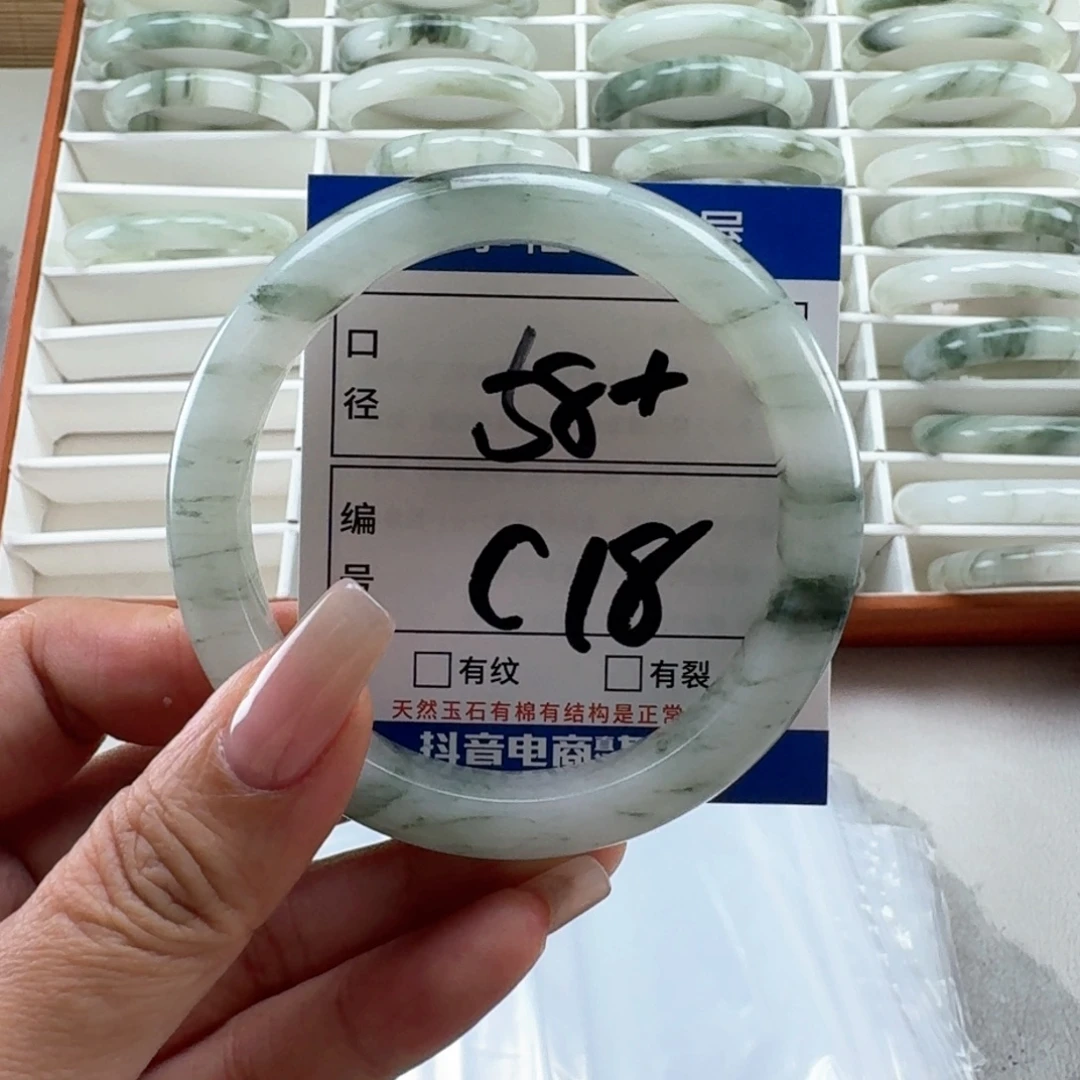 层
口径
58+
编号
C18
□有纹 □有裂
天然玉石有棉有结构是正常
抖音电商